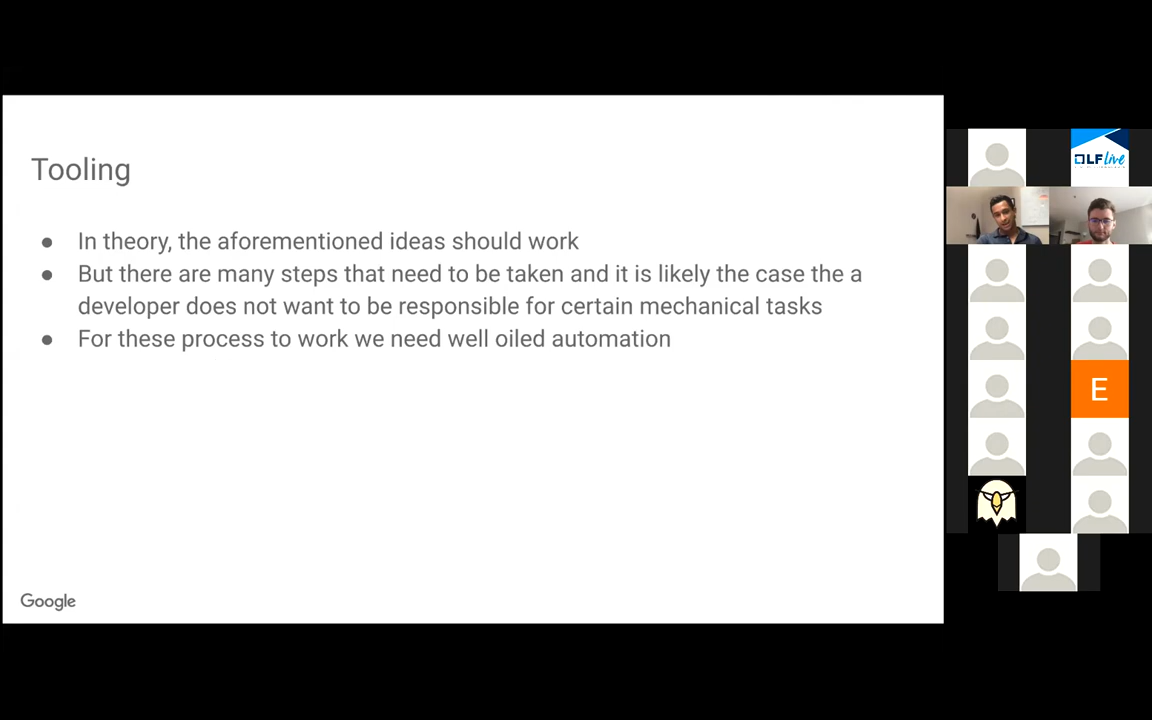 Tooling
● In theory, the aforementioned ideas should work
● But there are many steps that need to be taken and it is likely the case the a
developer does not want to be responsible for certain mechanical tasks
● For these process to work we need well oiled automation
Google
LF live
E